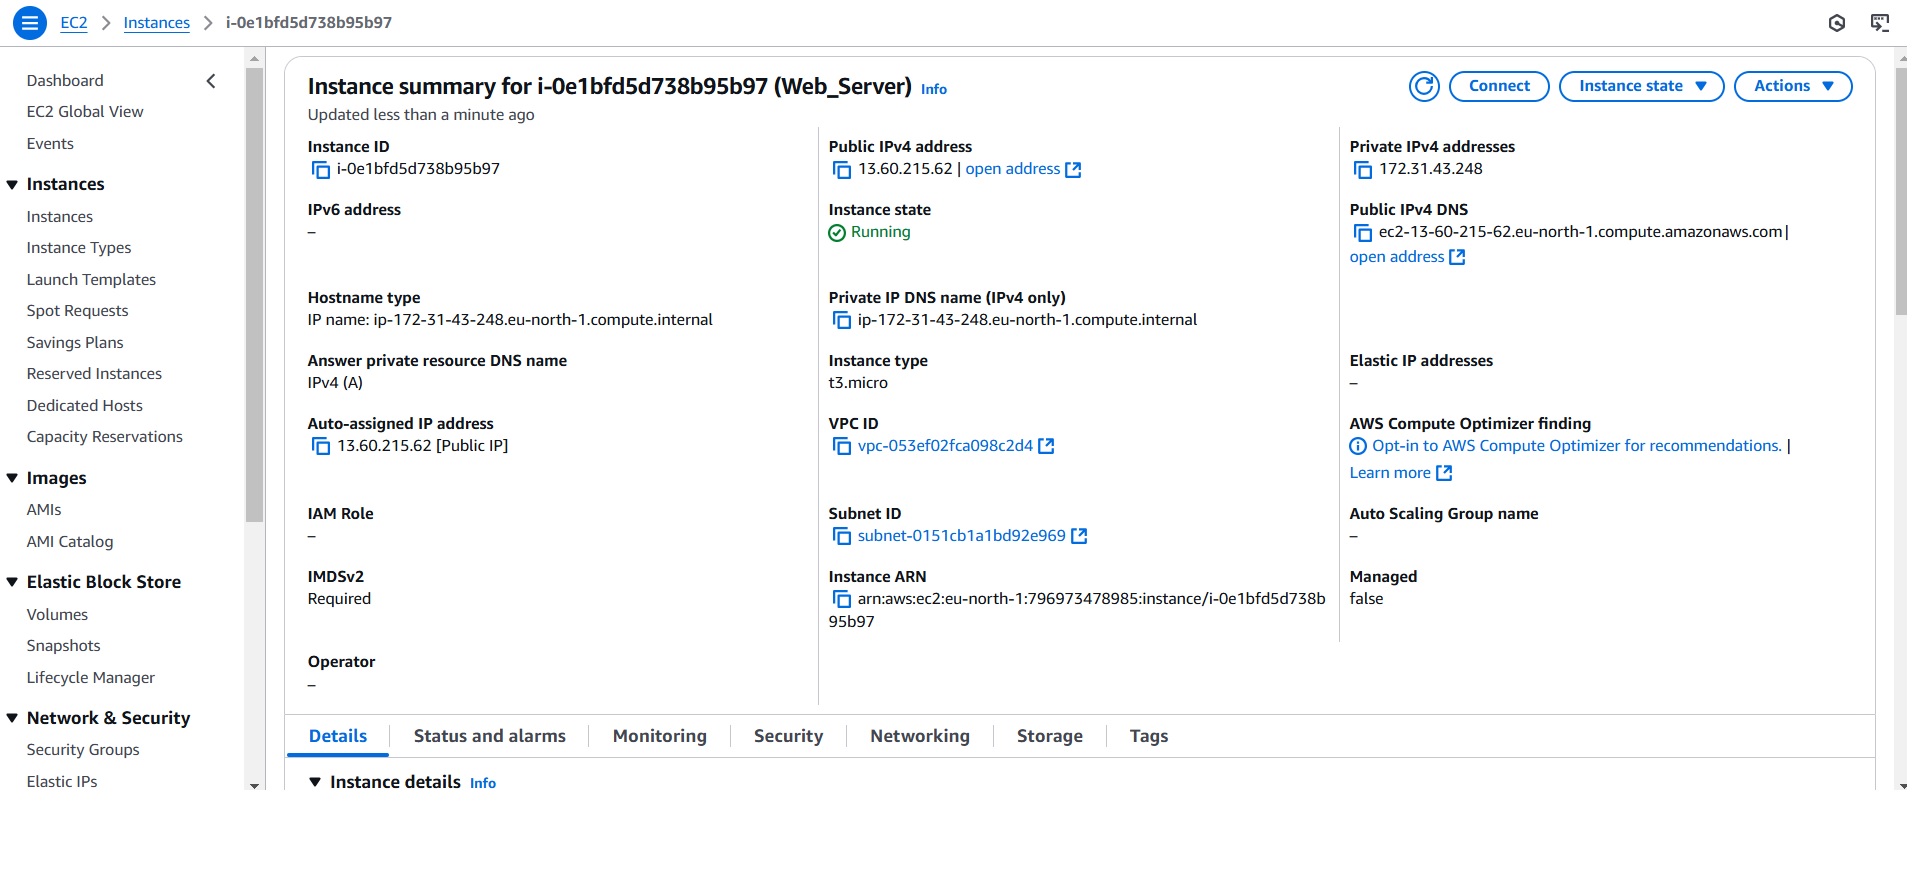 EC2 > Instances > i-0e1bfd5d738b95b97
Dashboard
EC2 Global View
Events
Instances
Instances
Instance Types
Launch Templates
Spot Requests
Savings Plans
Reserved Instances
Dedicated Hosts
Capacity Reservations
Images
AMIs
AMI Catalog
Elastic Block Store
Volumes
Snapshots
Lifecycle Manager
Network & Security
Security Groups
Elastic IPs
Instance summary for i-0e1bfd5d738b95b97 (Web_Server) Info
Updated less than a minute ago
Connect
Instance state
Actions
Instance ID
i-0e1bfd5d738b95b97
Public IPv4 address
13.60.215.62 | open address
Private IPv4 addresses
172.31.43.248
IPv6 address
–
Instance state
Running
Public IPv4 DNS
ec2-13-60-215-62.eu-north-1.compute.amazonaws.com |
open address
Hostname type
IP name: ip-172-31-43-248.eu-north-1.compute.internal
Private IP DNS name (IPv4 only)
ip-172-31-43-248.eu-north-1.compute.internal
Answer private resource DNS name
IPv4 (A)
Instance type
t3.micro
Elastic IP addresses
–
Auto-assigned IP address
13.60.215.62 [Public IP]
VPC ID
vpc-053ef02fca098c2d4
AWS Compute Optimizer finding
Opt-in to AWS Compute Optimizer for recommendations. |
Learn more
IAM Role
–
Subnet ID
subnet-0151cb1a1bd92e969
Auto Scaling Group name
–
IMDSv2
Required
Instance ARN
arn:aws:ec2:eu-north-1:796973478985:instance/i-0e1bfd5d738b
95b97
Managed
false
Operator
–
Details
Status and alarms
Monitoring
Security
Networking
Storage
Tags
Instance details Info